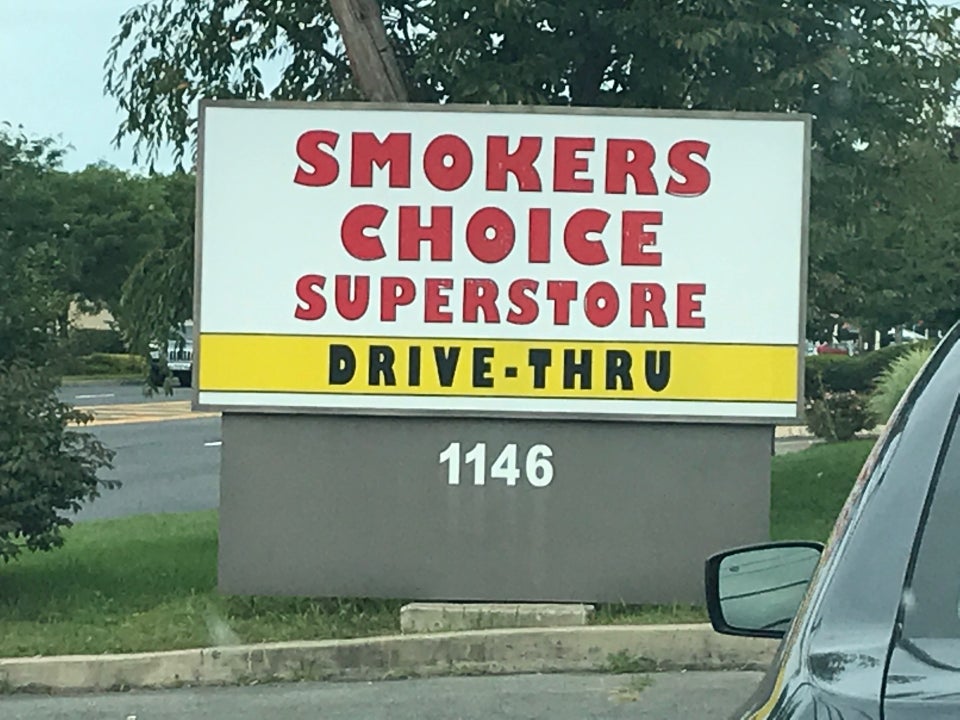 SMOKERS
CHOICE
SUPERSTORE
DRIVE-THRU
1146